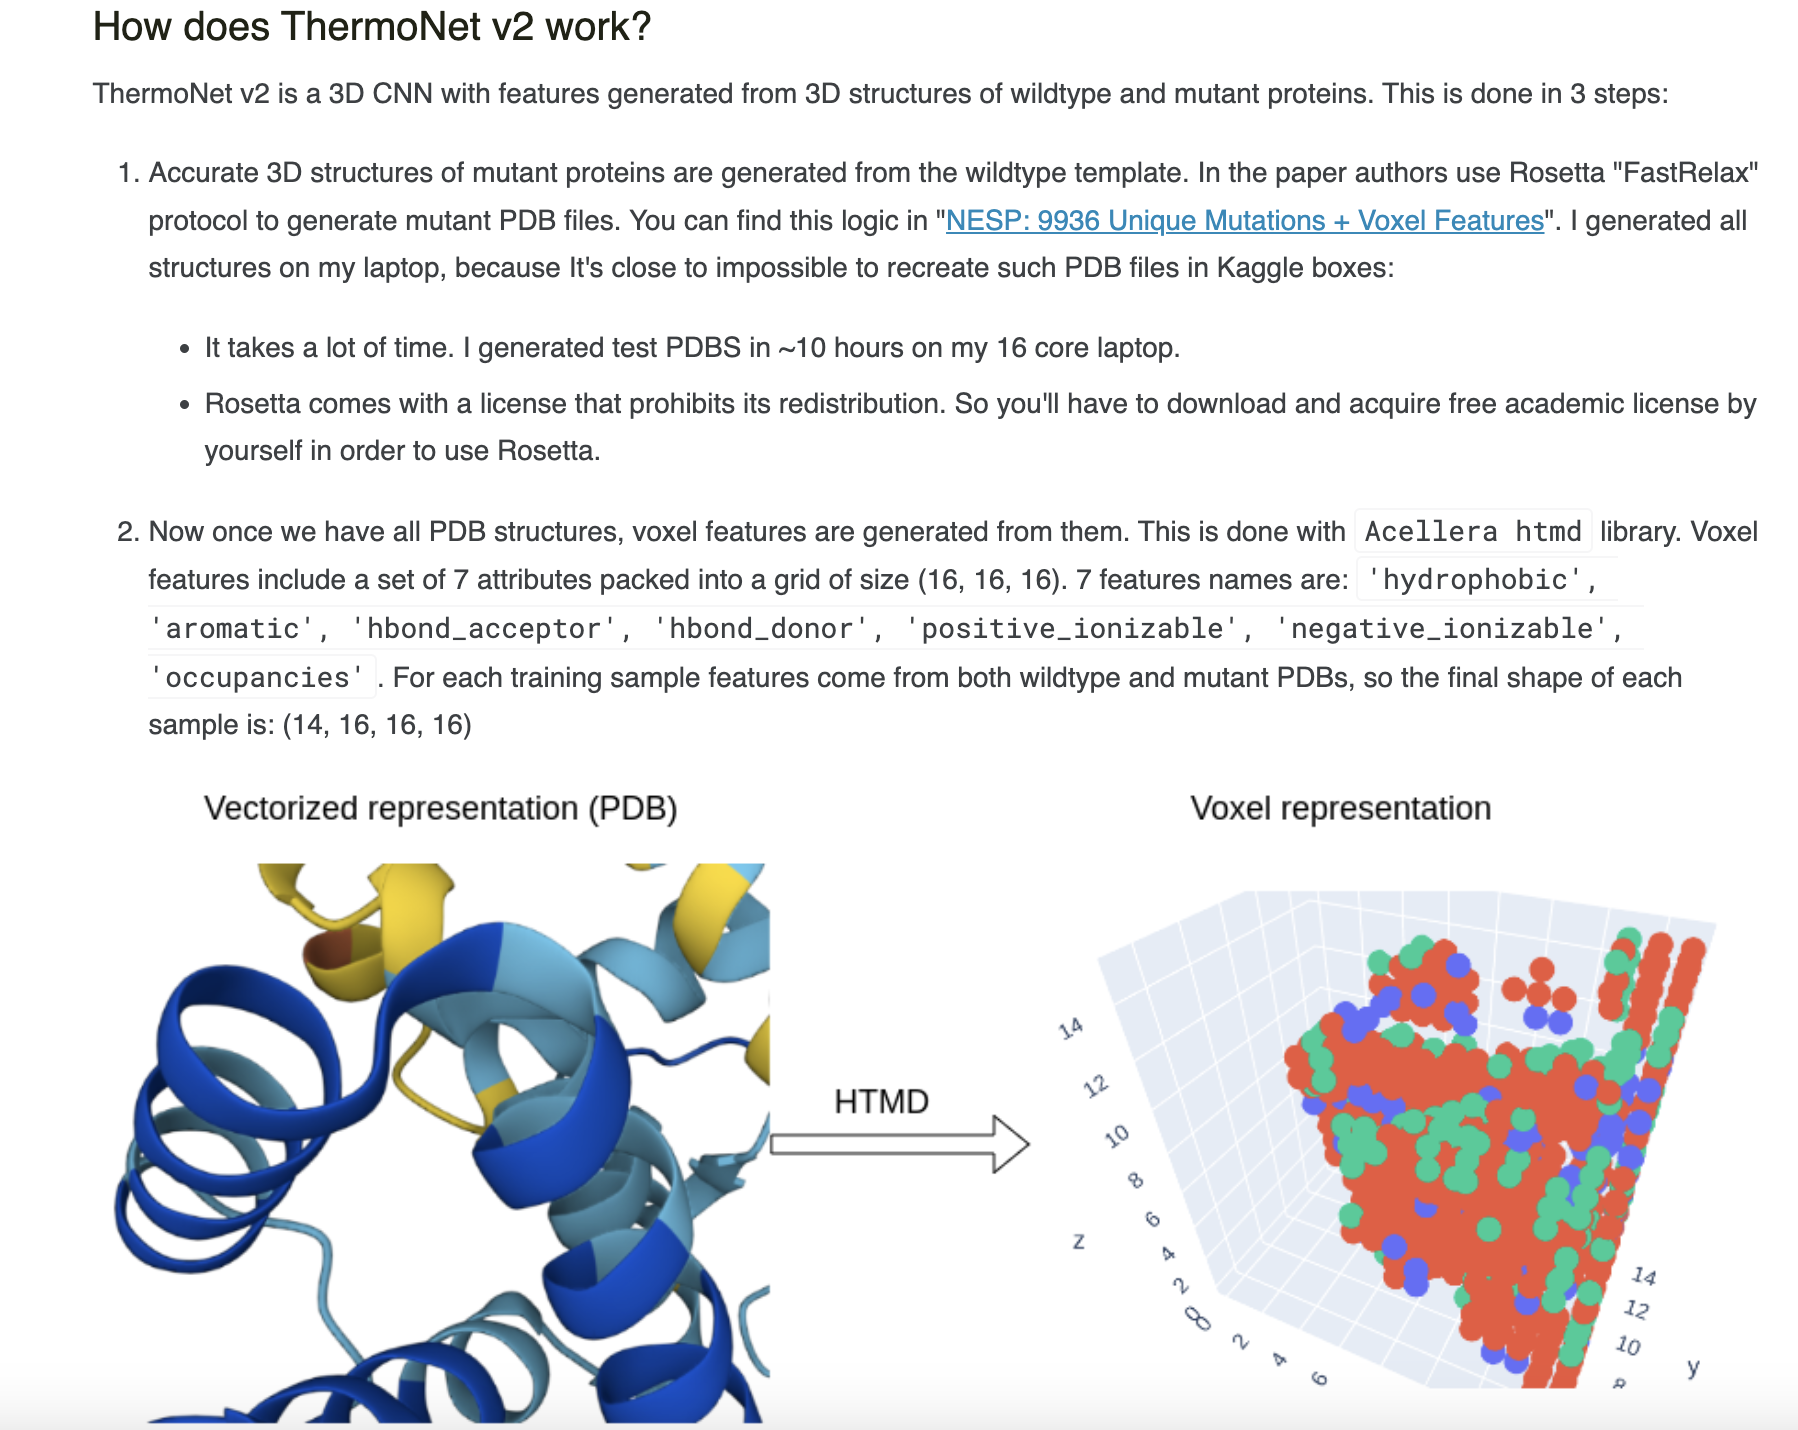 How does ThermoNet v2 work?
ThermoNet v2 is a 3D CNN with features generated from 3D structures of wildtype and mutant proteins. This is done in 3 steps:
1. Accurate 3D structures of mutant proteins are generated from the wildtype template. In the paper authors use Rosetta "FastRelax"
protocol to generate mutant PDB files. You can find this logic in "NESP: 9936 Unique Mutations + Voxel Features". I generated all
structures on my laptop, because It's close to impossible to recreate such PDB files in Kaggle boxes:
• It takes a lot of time. I generated test PDBS in ~10 hours on my 16 core laptop.
• Rosetta comes with a license that prohibits its redistribution. So you'll have to download and acquire free academic license by
yourself in order to use Rosetta.
2. Now once we have all PDB structures, voxel features are generated from them. This is done with Acellera htmd library. Voxel
features include a set of 7 attributes packed into a grid of size (16, 16, 16). 7 features names are: 'hydrophobic',
'aromatic', 'hbond_acceptor', 'hbond_donor', 'positive_ionizable', 'negative_ionizable',
'occupancies' . For each training sample features come from both wildtype and mutant PDBs, so the final shape of each
sample is: (14, 16, 16, 16)
Vectorized representation (PDB)
Voxel representation
HTMD
14
12
10
8
6
4
2
0
z
0
2
4
6
14
12
10
8
y